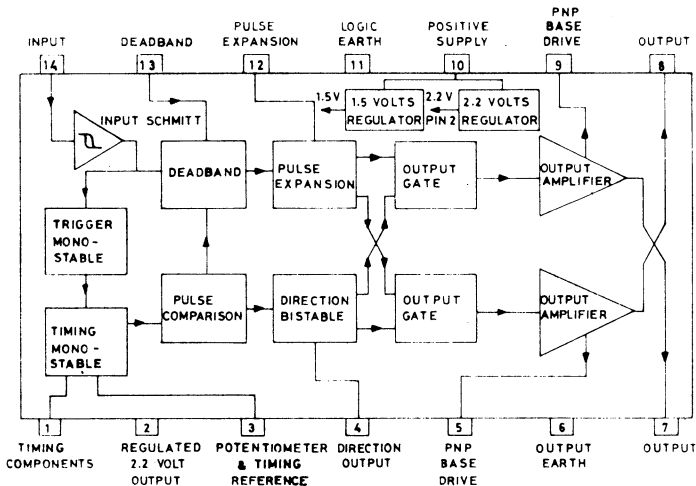 INPUT
DEADBAND
PULSE
EXPANSION
LOGIC
EARTH
POSITIVE
SUPPLY
PNP
BASE
DRIVE
OUTPUT
14
13
12
11
10
9
8
INPUT SCHMITT
1.5V
1.5 VOLTS
REGULATOR
2.2 V
PIN 2
2.2 VOLTS
REGULATOR
DEADBAND
PULSE
EXPANSION
OUTPUT
GATE
OUTPUT
AMPLIFIER
TRIGGER
MONO-
STABLE
TIMING
MONO-
STABLE
PULSE
COMPARISON
DIRECTION
BISTABLE
OUTPUT
GATE
OUTPUT
AMPLIFIER
1
2
3
4
5
6
7
TIMING
COMPONENTS
REGULATED
2.2 VOLT
OUTPUT
POTENTIOMETER
& TIMING
REFERENCE
DIRECTION
OUTPUT
PNP
BASE
DRIVE
OUTPUT
EARTH
OUTPUT